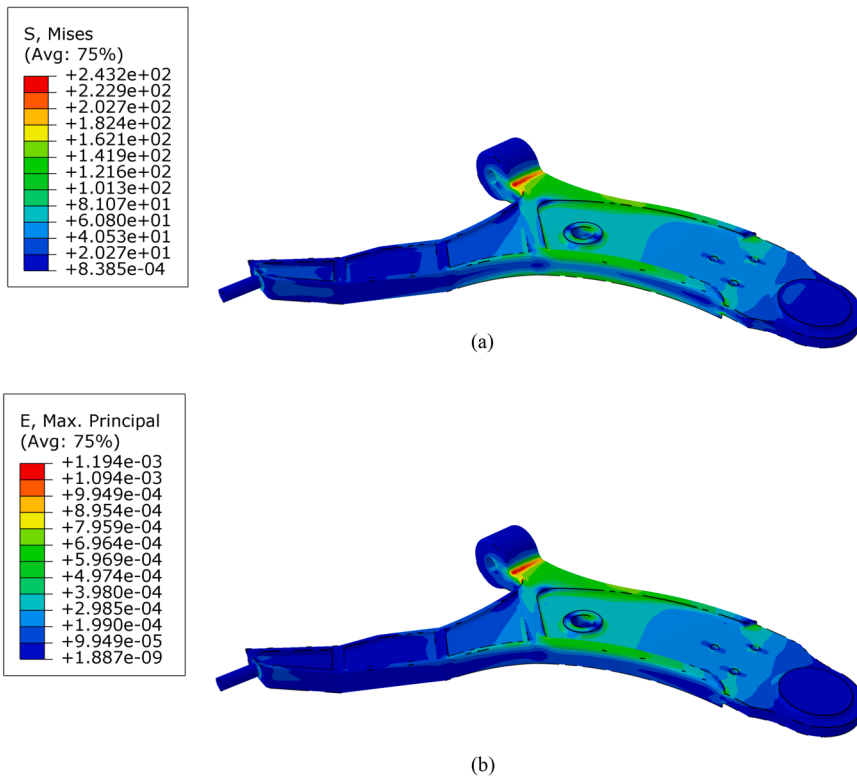 S, Mises
(Avg: 75%)
+2.432e+02
+2.229e+02
+2.027e+02
+1.824e+02
+1.621e+02
+1.419e+02
+1.216e+02
+1.013e+02
+8.107e+01
+6.080e+01
+4.053e+01
+2.027e+01
+8.385e-04
(a)
E, Max. Principal
(Avg: 75%)
+1.194e-03
+1.094e-03
+9.949e-04
+8.954e-04
+7.959e-04
+6.964e-04
+5.969e-04
+4.974e-04
+3.980e-04
+2.985e-04
+1.990e-04
+9.949e-05
+1.887e-09
(b)